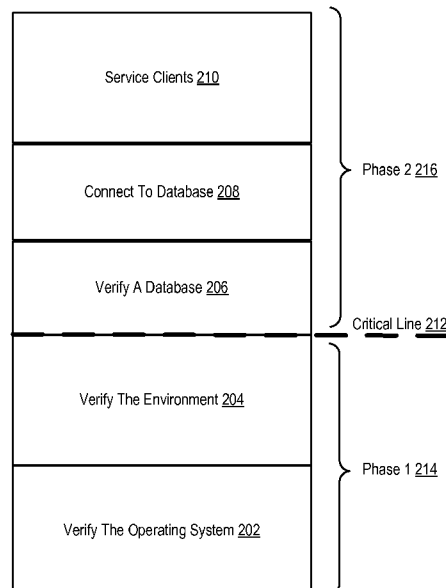 Service Clients 210
Phase 2 216
Connect To Database 208
Verify A Database 206
Critical Line 212
Verify The Environment 204
Phase 1 214
Verify The Operating System 202